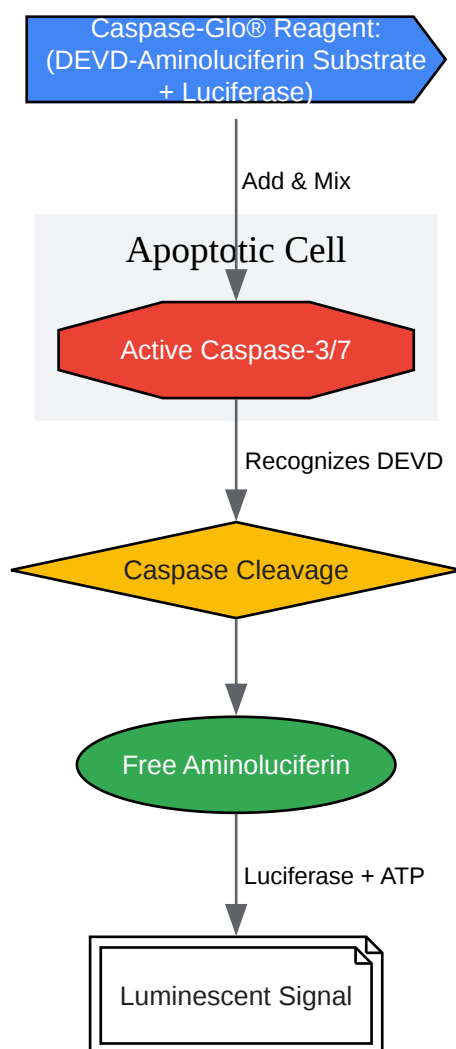 Caspase-Glo® Reagent:
(DEVD-Aminoluciferin Substrate
+ Luciferase)
Add & Mix
Apoptotic Cell
Active Caspase-3/7
Recognizes DEVD
Caspase Cleavage
Free Aminoluciferin
Luciferase + ATP
Luminescent Signal